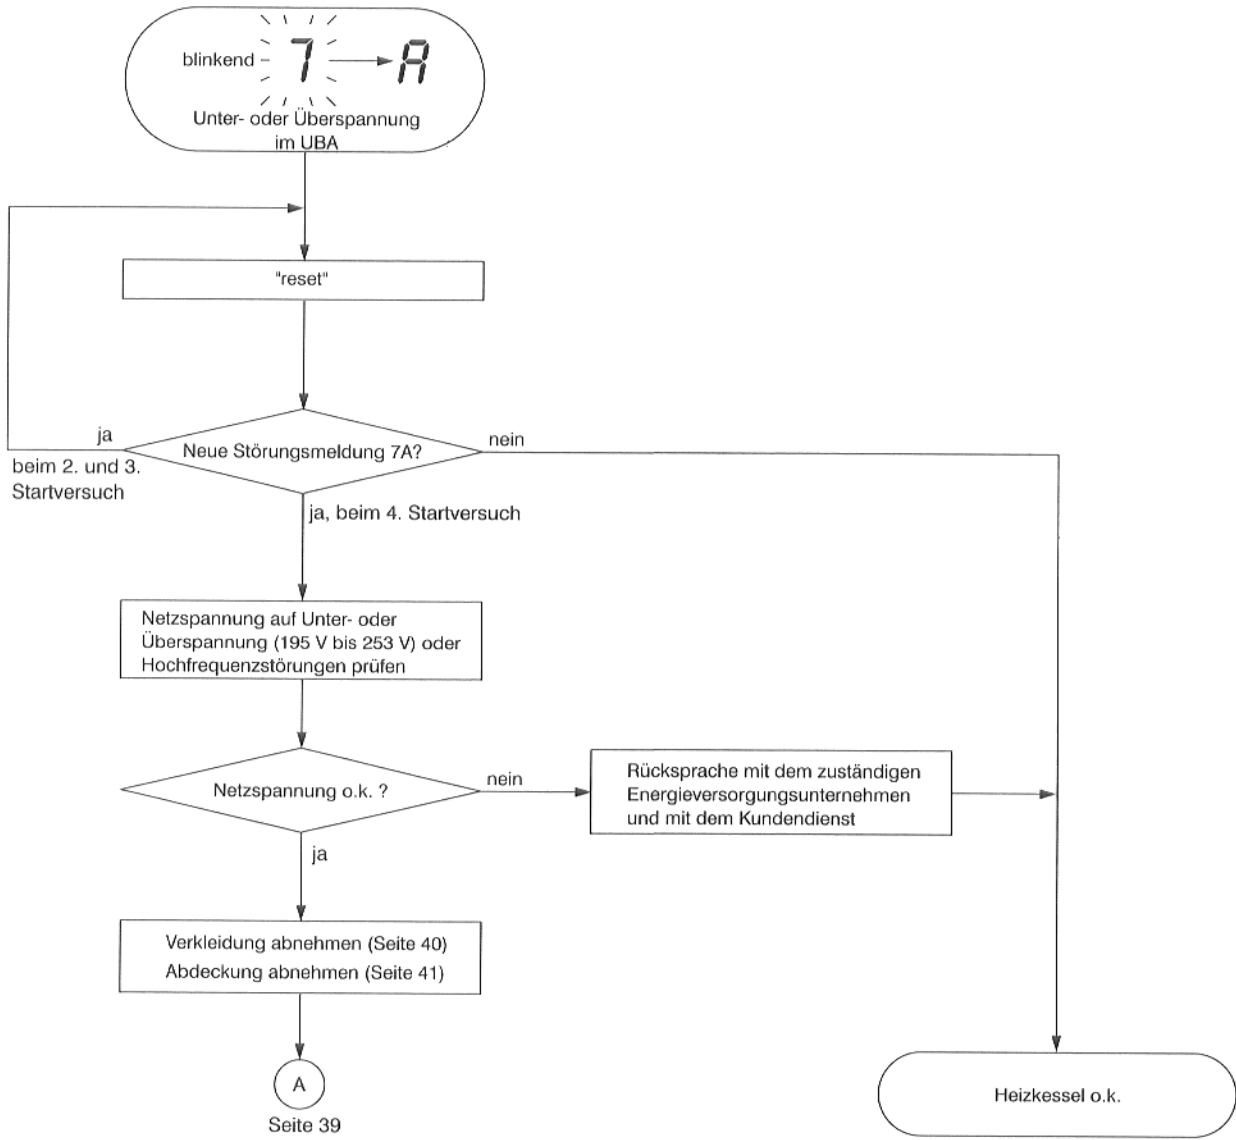 blinkend
7
A
Unter- oder Überspannung
im UBA
"reset"
ja
Neue Störungsmeldung 7A?
nein
beim 2. und 3.
Startversuch
ja, beim 4. Startversuch
Netzspannung auf Unter- oder
Überspannung (195 V bis 253 V) oder
Hochfrequenzstörungen prüfen
Netzspannung o.k. ?
nein
Rücksprache mit dem zuständigen
Energieversorgungsunternehmen
und mit dem Kundendienst
ja
Verkleidung abnehmen (Seite 40)
Abdeckung abnehmen (Seite 41)
A
Seite 39
Heizkessel o.k.